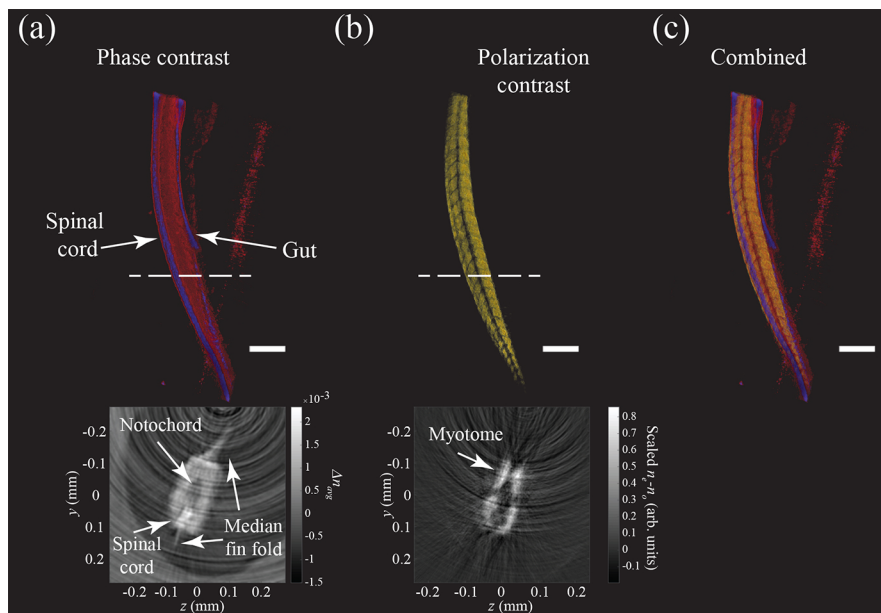 (a)
(b)
(c)
Phase contrast
Polarization
contrast
Combined
Spinal
cord
Gut
×10⁻³
Notochord
Spinal
cord
Median
fin fold
-0.2
-0.1
0
0.1
0.2
y (mm)
-0.2 -0.1 0 0.1 0.2
z (mm)
2
1.5
1
0.5
0
-0.5
-1
-1.5
Δn_avg
Myotome
-0.2
-0.1
0
0.1
0.2
y (mm)
-0.2 -0.1 0 0.1 0.2
z (mm)
0.8
0.7
0.6
0.5
0.4
0.3
0.2
0.1
0
-0.1
Scaled n_e-n_o (arb. units)